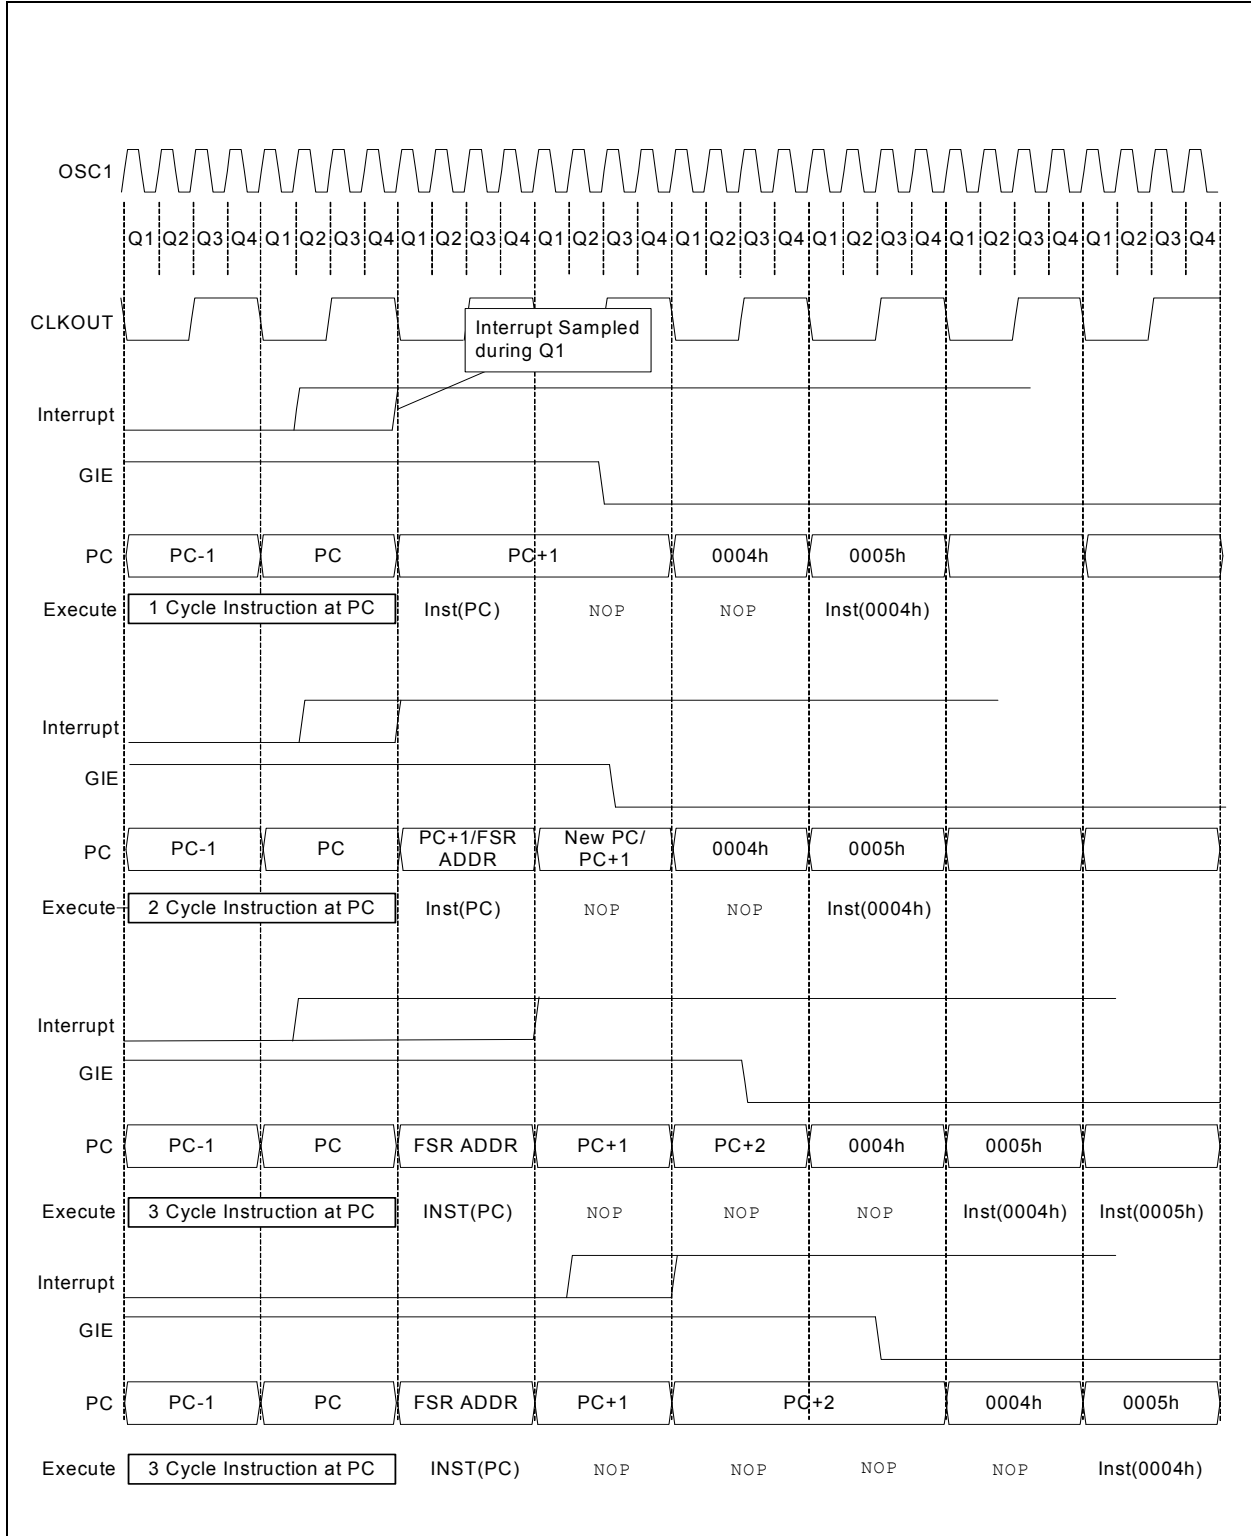 OSC1
Q1 Q2 Q3 Q4 Q1 Q2 Q3 Q4 Q1 Q2 Q3 Q4 Q1 Q2 Q3 Q4 Q1 Q2 Q3 Q4 Q1 Q2 Q3 Q4 Q1 Q2 Q3 Q4 Q1 Q2 Q3 Q4
CLKOUT
Interrupt Sampled
during Q1
Interrupt
GIE
PC PC-1 PC PC+1 0004h 0005h
Execute 1 Cycle Instruction at PC Inst(PC) NOP NOP Inst(0004h)
Interrupt
GIE
PC PC-1 PC PC+1/FSR ADDR New PC/ PC+1 0004h 0005h
Execute 2 Cycle Instruction at PC Inst(PC) NOP NOP Inst(0004h)
Interrupt
GIE
PC PC-1 PC FSR ADDR PC+1 PC+2 0004h 0005h
Execute 3 Cycle Instruction at PC INST(PC) NOP NOP NOP Inst(0004h) Inst(0005h)
Interrupt
GIE
PC PC-1 PC FSR ADDR PC+1 PC+2 0004h 0005h
Execute 3 Cycle Instruction at PC INST(PC) NOP NOP NOP NOP Inst(0004h)